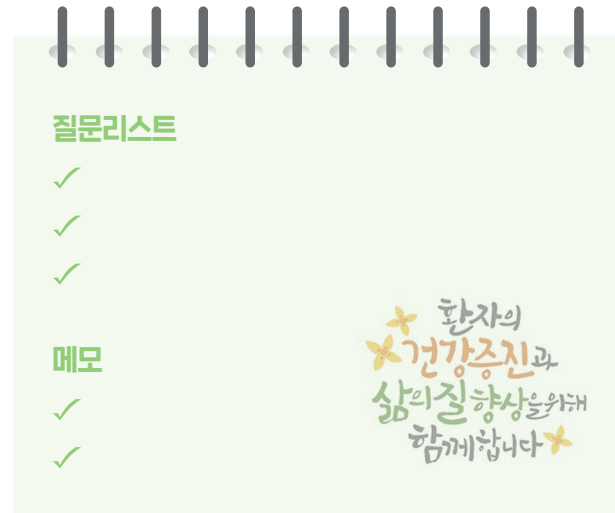 질문리스트
메모
환자의
건강증진과
삶의 질 향상을 위해
함께합니다